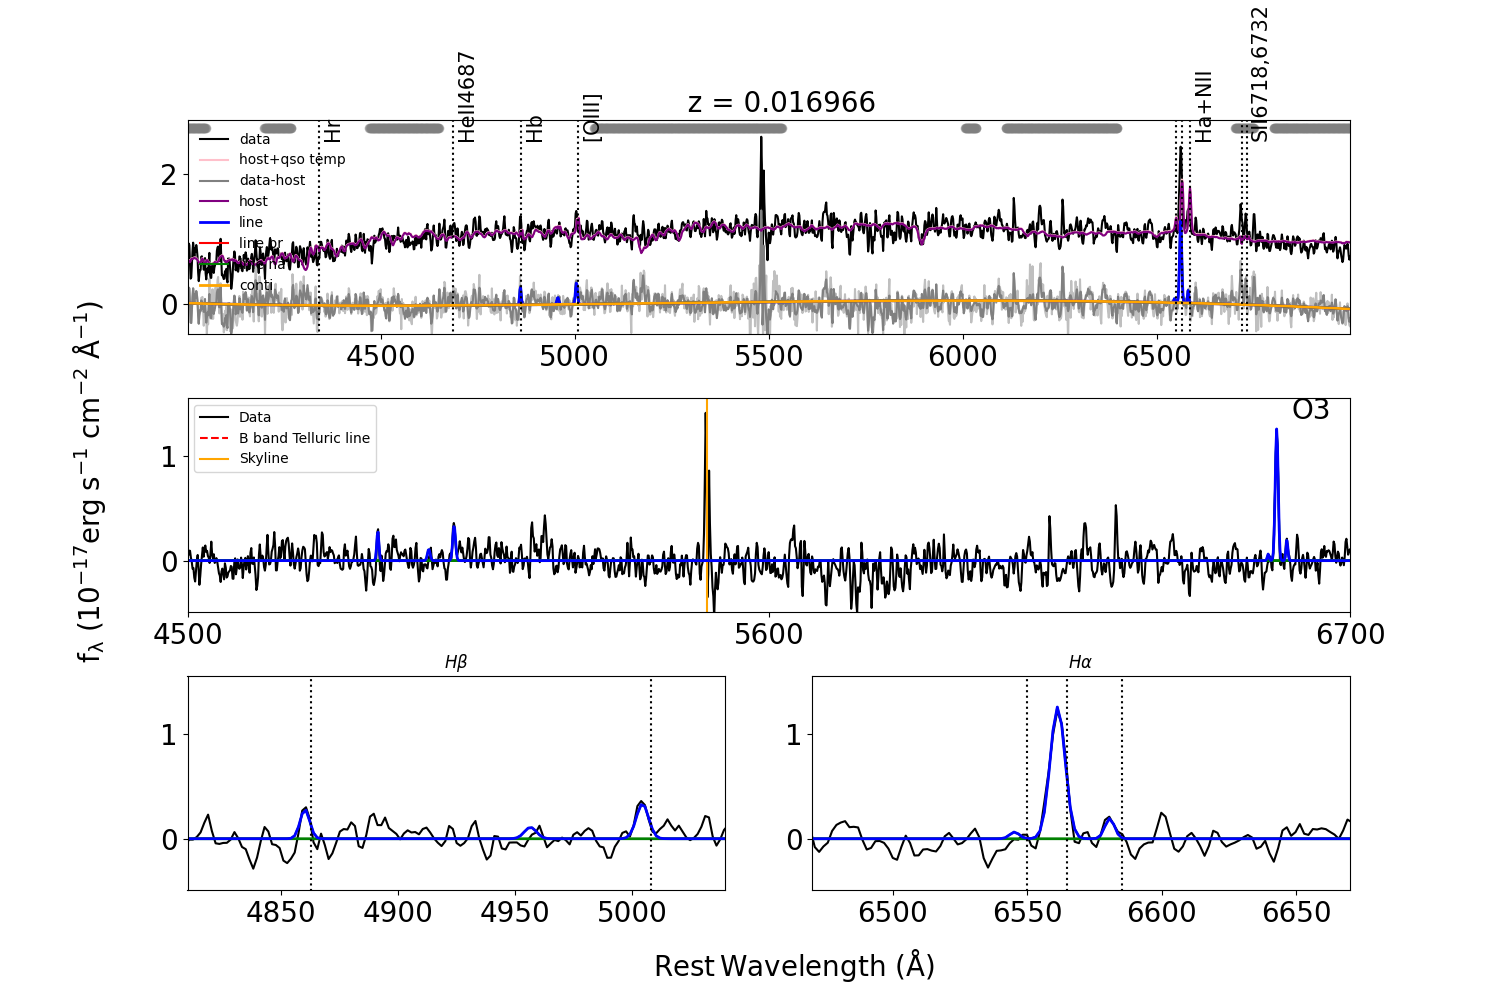 z = 0.016966
Hr
HeII4687
Hb
[OIII]
Ha+NII
SII6718,6732
data
host+qso temp
data-host
host
line
line br
conti
2
0
4500
5000
5500
6000
6500
Data
B band Telluric line
Skyline
O3
1
0
4500
5600
6700
fλ (10⁻¹⁷erg s⁻¹ cm⁻² Å⁻¹)
Hβ
1
0
4850
4900
4950
5000
Hα
1
0
6500
6550
6600
6650
Rest Wavelength (Å)